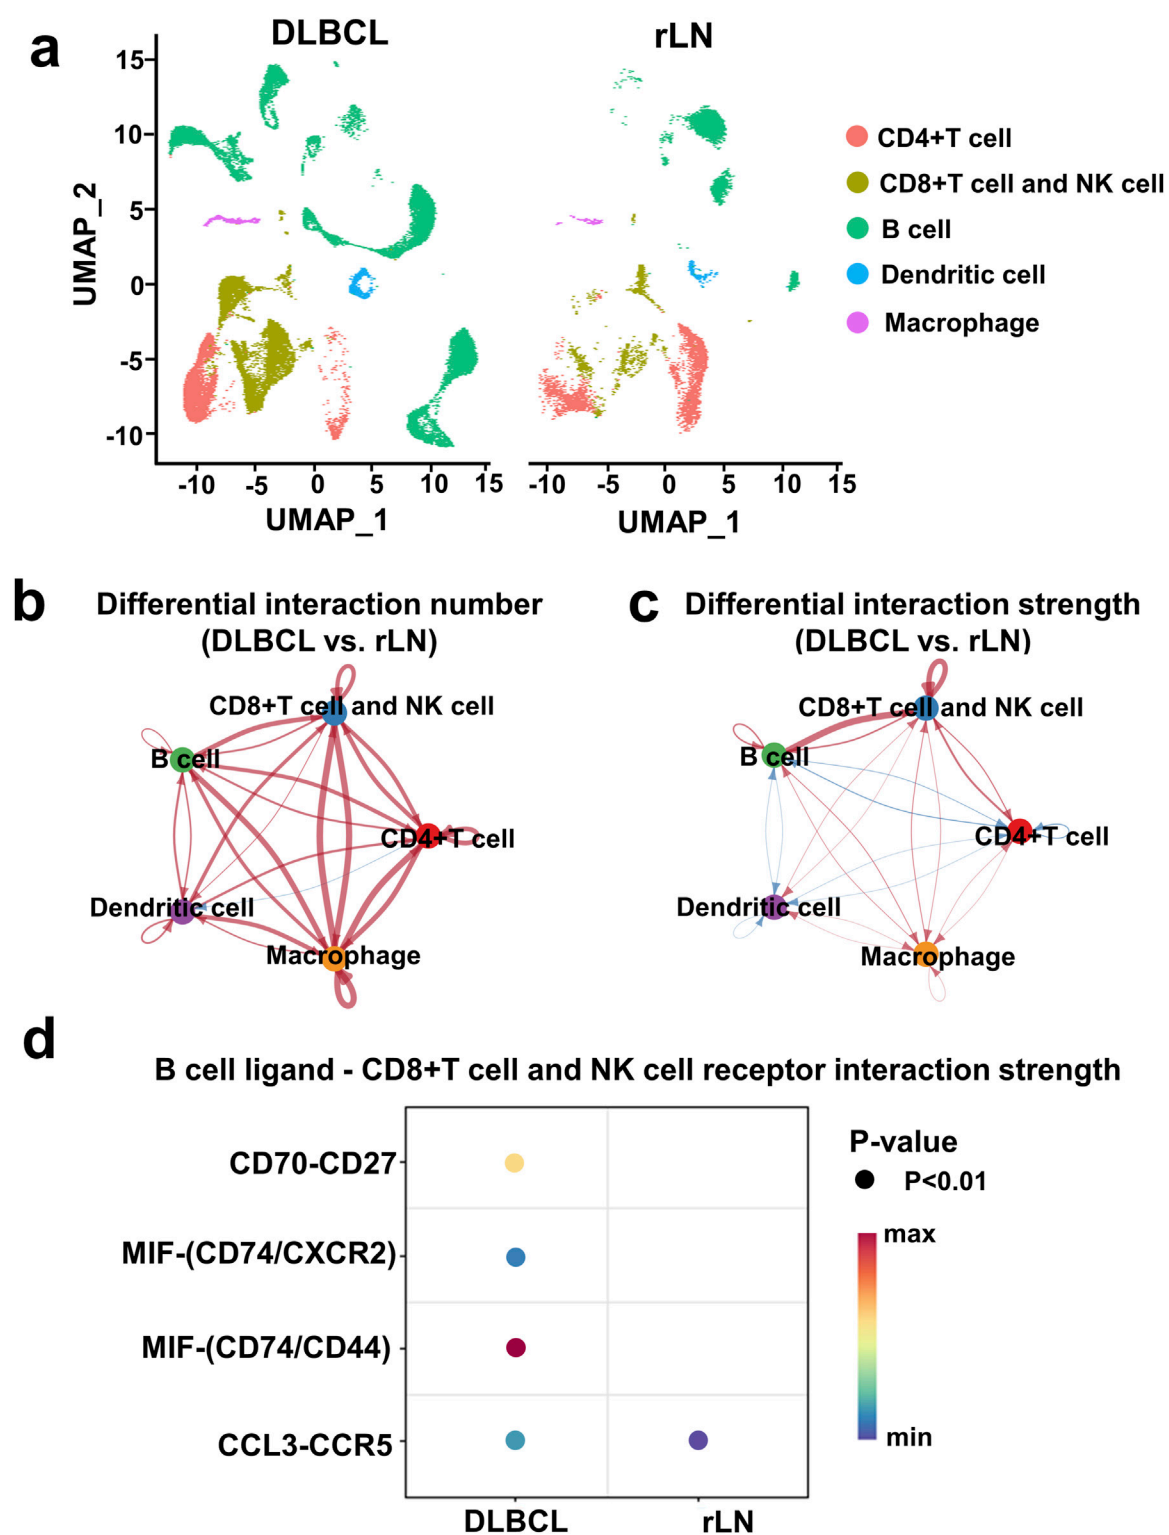 a
DLBCL
rLN
15
10
5
0
-5
-10
UMAP_2
-10 -5 0 5 10 15
-10 -5 0 5 10 15
UMAP_1
UMAP_1
CD4+T cell
CD8+T cell and NK cell
B cell
Dendritic cell
Macrophage
b
Differential interaction number
(DLBCL vs. rLN)
CD8+T cell and NK cell
B cell
CD4+T cell
Dendritic cell
Macrophage
c
Differential interaction strength
(DLBCL vs. rLN)
CD8+T cell and NK cell
B cell
CD4+T cell
Dendritic cell
Macrophage
d
B cell ligand - CD8+T cell and NK cell receptor interaction strength
CD70-CD27
MIF-(CD74/CXCR2)
MIF-(CD74/CD44)
CCL3-CCR5
DLBCL
rLN
P-value
P<0.01
max
min